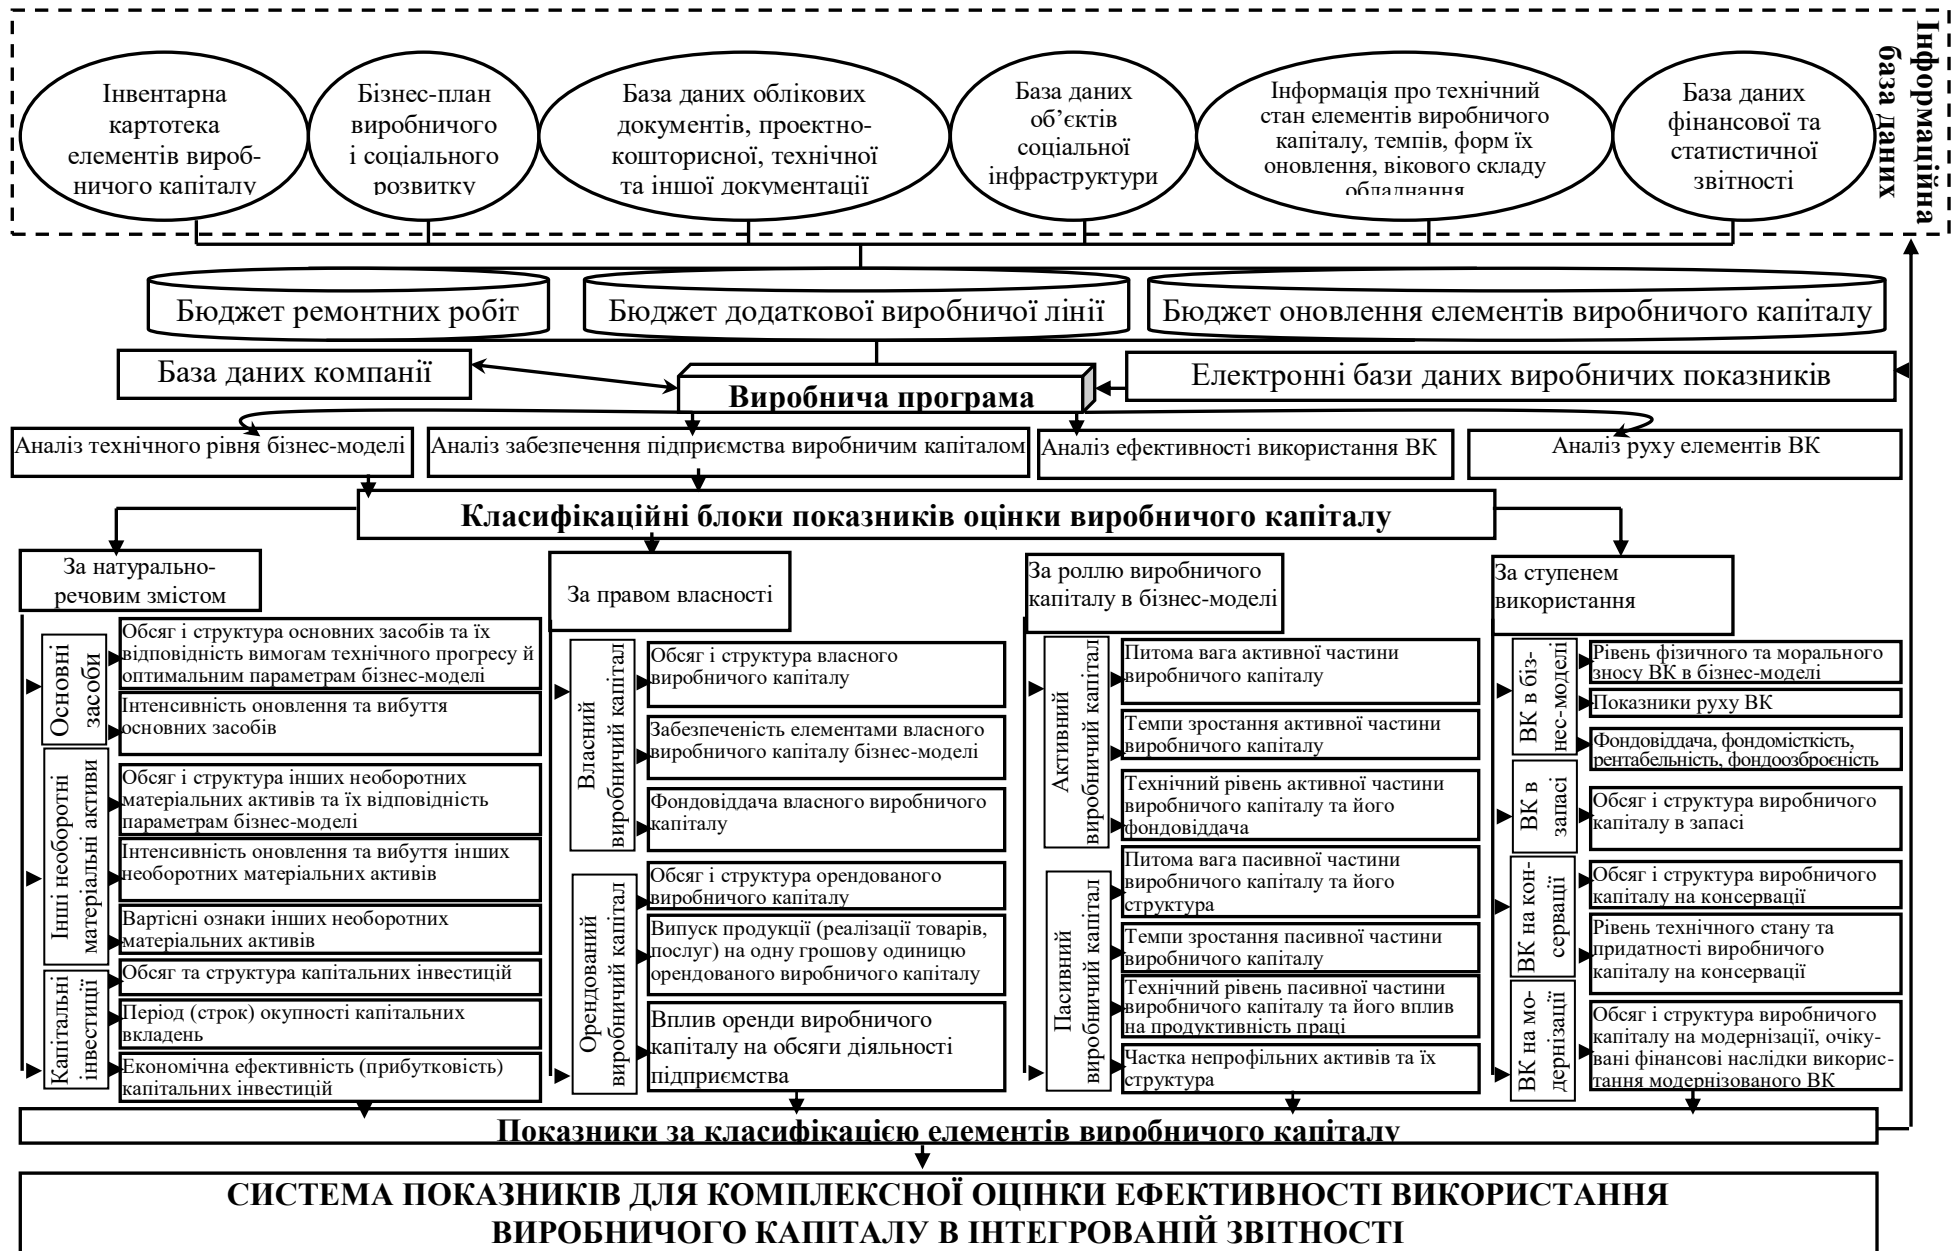 Інформаційна
база даних
Інвентарна
картотека
елементів вироб-
ничого капіталу
Бізнес-план
виробничого
і соціального
розвитку
База даних облікових
документів, проектно-
кошторисної, технічної
та іншої документації
База даних
об’єктів
соціальної
інфраструктури
Інформація про технічний
стан елементів виробничого
капіталу, темпів, форм їх
оновлення, вікового складу
обладнання
База даних
фінансової та
статистичної
звітності
Бюджет ремонтних робіт
Бюджет додаткової виробничої лінії
Бюджет оновлення елементів виробничого капіталу
База даних компанії
Виробнича програма
Електронні бази даних виробничих показників
Аналіз технічного рівня бізнес-моделі
Аналіз забезпечення підприємства виробничим капіталом
Аналіз ефективності використання ВК
Аналіз руху елементів ВК
Класифікаційні блоки показників оцінки виробничого капіталу
За натурально-
речовим змістом
Основні
засоби
Обсяг і структура основних засобів та їх
відповідність вимогам технічного прогресу й
оптимальним параметрам бізнес-моделі
Інтенсивність оновлення та вибуття
основних засобів
Інші необоротні
матеріальні активи
Обсяг і структура інших необоротних
матеріальних активів та їх відповідність
параметрам бізнес-моделі
Інтенсивність оновлення та вибуття інших
необоротних матеріальних активів
Вартісні ознаки інших необоротних
матеріальних активів
Капітальні
інвестиції
Обсяг та структура капітальних інвестицій
Період (строк) окупності капітальних
вкладень
Економічна ефективність (прибутковість)
капітальних інвестицій
За правом власності
Власний
виробничий капітал
Обсяг і структура власного
виробничого капіталу
Забезпеченість елементами власного
виробничого капіталу бізнес-моделі
Фондовіддача власного виробничого
капіталу
Орендований
виробничий капітал
Обсяг і структура орендованого
виробничого капіталу
Випуск продукції (реалізації товарів,
послуг) на одну грошову одиницю
орендованого виробничого капіталу
Вплив оренди виробничого
капіталу на обсяги діяльності
підприємства
За роллю виробничого
капіталу в бізнес-моделі
Активний
виробничий капітал
Питома вага активної частини
виробничого капіталу
Темпи зростання активної частини
виробничого капіталу
Технічний рівень активної частини
виробничого капіталу та його
фондовіддача
Пасивний
виробничий капітал
Питома вага пасивної частини
виробничого капіталу та його
структура
Темпи зростання пасивної частини
виробничого капіталу
Технічний рівень пасивної частини
виробничого капіталу та його вплив
на продуктивність праці
Частка непрофільних активів та їх
структура
За ступенем
використання
ВК в біз-
нес-моделі
Рівень фізичного та морального
зносу ВК в бізнес-моделі
Показники руху ВК
Фондовіддача, фондомісткість,
рентабельність, фондоозброєність
ВК в
запасі
Обсяг і структура виробничого
капіталу в запасі
ВК на кон-
сервації
Обсяг і структура виробничого
капіталу на консервації
Рівень технічного стану та
придатності виробничого
капіталу на консервації
ВК на мо-
дернізації
Обсяг і структура виробничого
капіталу на модернізації, очіку-
вані фінансові наслідки викорис-
тання модернізованого ВК
Показники за класифікацією елементів виробничого капіталу
СИСТЕМА ПОКАЗНИКІВ ДЛЯ КОМПЛЕКСНОЇ ОЦІНКИ ЕФЕКТИВНОСТІ ВИКОРИСТАННЯ
ВИРОБНИЧОГО КАПІТАЛУ В ІНТЕГРОВАНІЙ ЗВІТНОСТІ